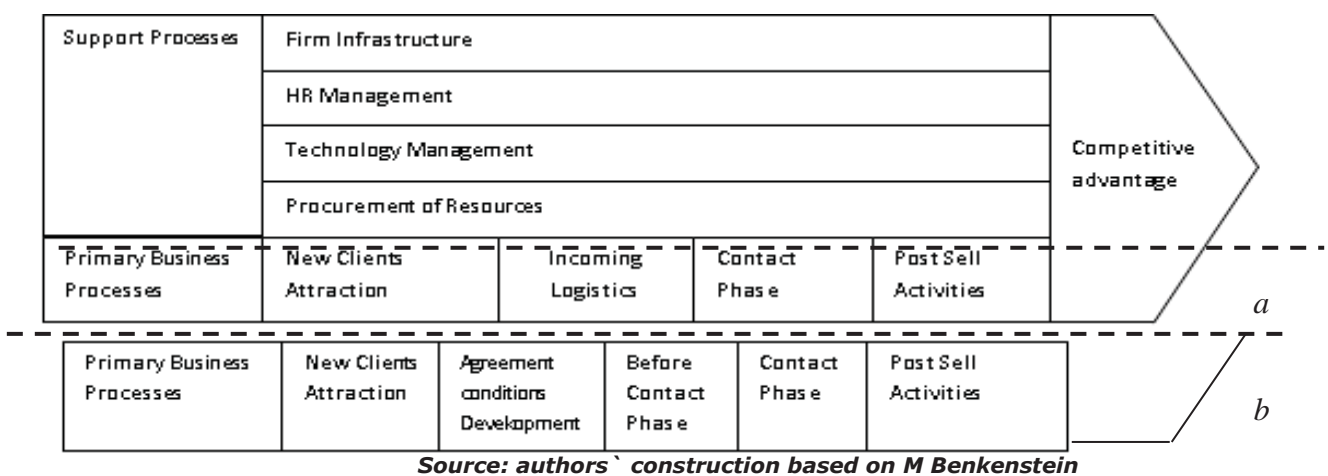 Support Processes
Firm Infrastructure
HR Management
Technology Management
Procurement of Resources
Competitive
advantage
Primary Business
Processes
New Clients
Attraction
Incoming
Logistics
Contact
Phase
Post Sell
Activities
a
Primary Business
Processes
New Clients
Attraction
Agreement
conditions
Development
Before
Contact
Phase
Contact
Phase
Post Sell
Activities
b
Source: authors` construction based on M Benkenstein